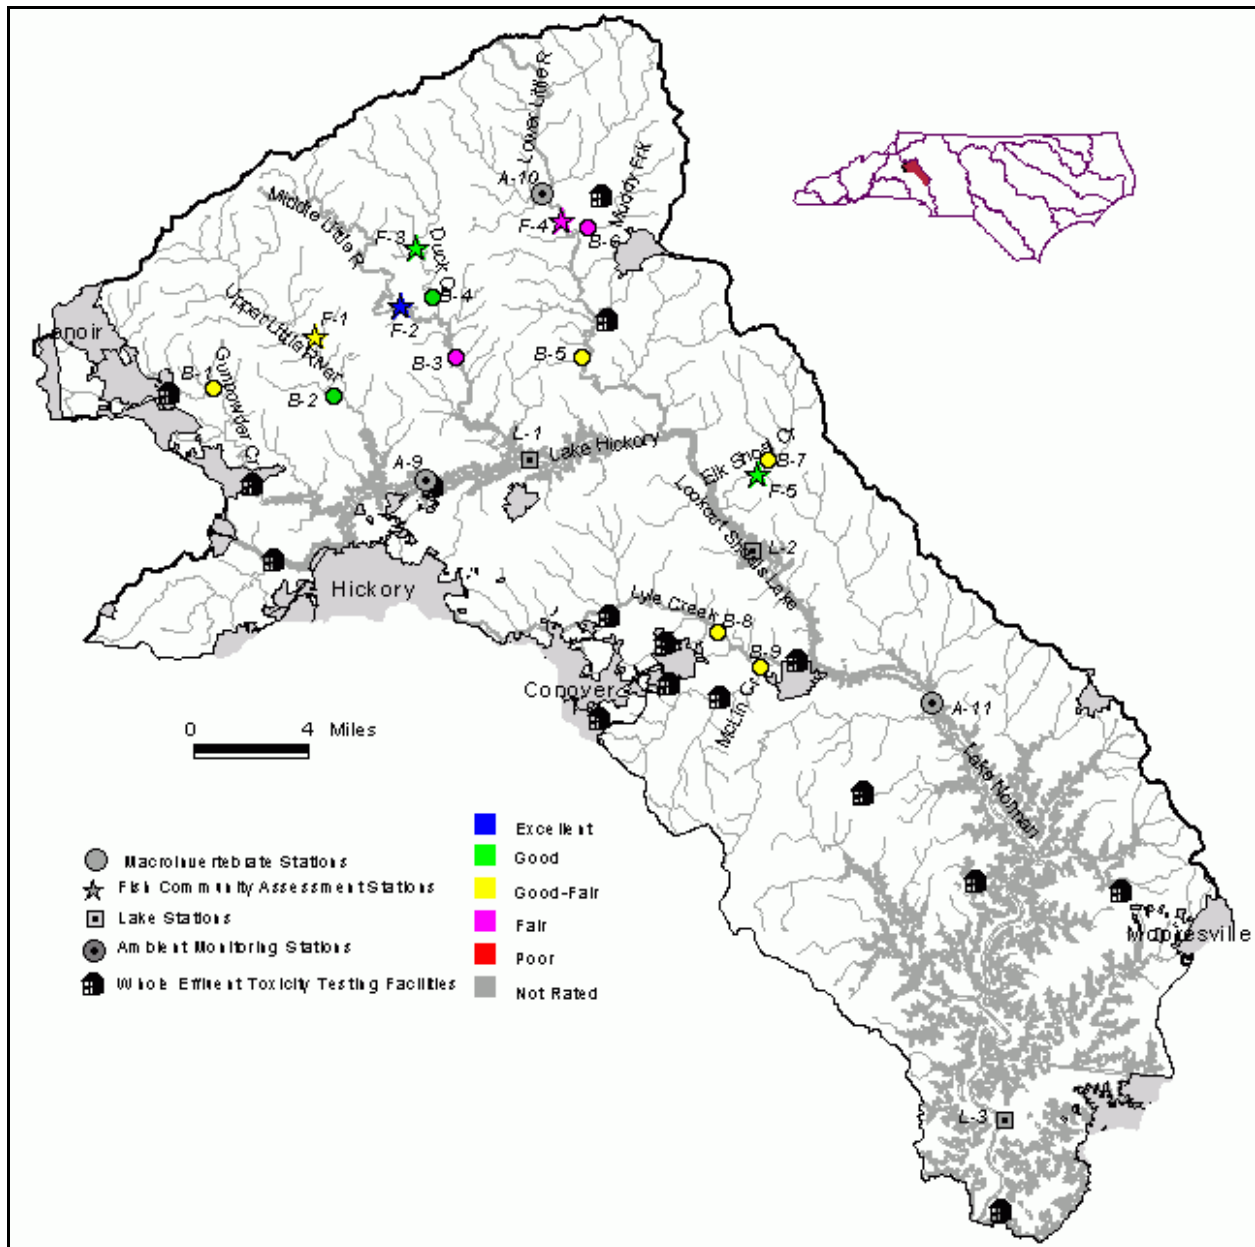 Lower Little R.
Muddy Frk
A-10
Middle Little R.
F-3
Duck Cr.
F-4
B-6
B-4
Upper Little River
F-1
F-2
Lenoir
B-3
B-5
B-1
Gunpowder Cr.
B-2
L-1
Lake Hickory
A-9
Elk Shoal Cr.
B-7
F-5
Lookout Shoals Lake
L-2
Hickory
Lyle Creek
B-8
B-9
Conover
McLin Cr.
A-11
0 4 Miles
Lake Norman
Macroinvertebrate Stations
Fish Community Assessment Stations
Lake Stations
Ambient Monitoring Stations
Whole Effluent Toxicity Testing Facilities
Excellent
Good
Good-Fair
Fair
Poor
Not Rated
Mooresville
L-3